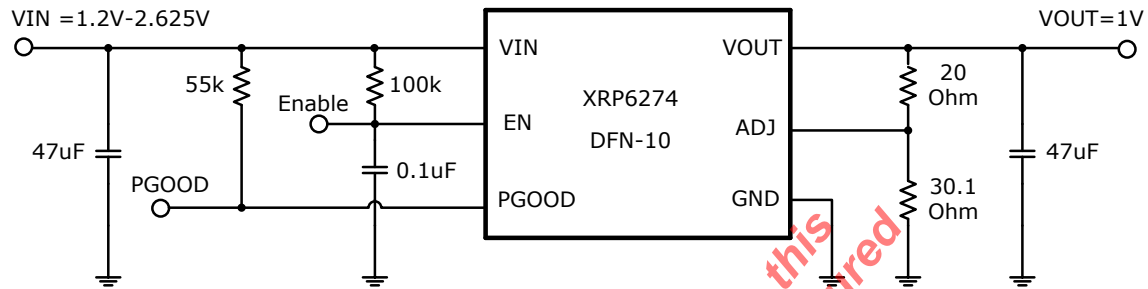 VIN =1.2V-2.625V
VOUT=1V
VIN
VOUT
55k
100k
20
Ohm
Enable
XRP6274
EN
ADJ
DFN-10
47uF
0.1uF
47uF
PGOOD
PGOOD
GND
30.1
Ohm
this